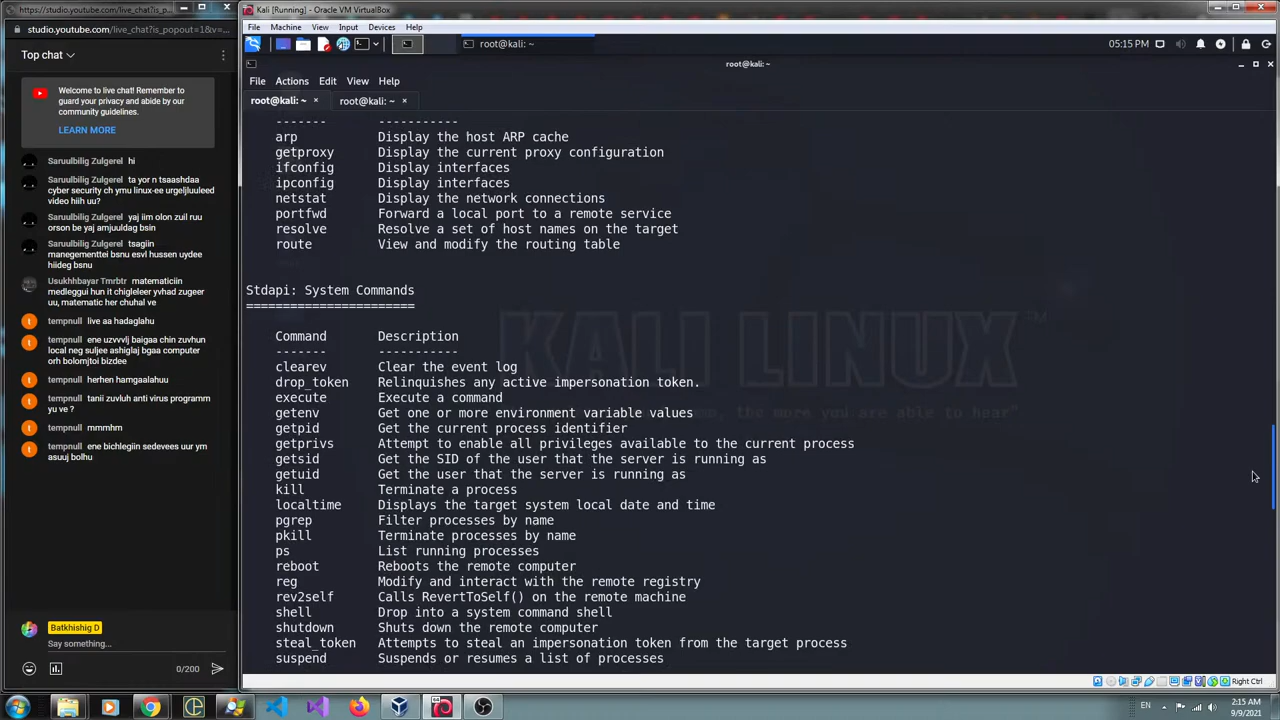 https://studio.youtube.com/live_chat?is_p...
Kali [Running] - Oracle VM VirtualBox
studio.youtube.com/live_chat?is_popout=1&v=...
File Machine View Input Devices Help
Top chat
root@kali: ~
05:15 PM
root@kali: ~
File Actions Edit View Help
root@kali: ~ × root@kali: ~ ×
Welcome to live chat! Remember to
guard your privacy and abide by our
community guidelines.
LEARN MORE
Saruulbilig Zulgerel hi
Saruulbilig Zulgerel ta yor n tsaashdaa
cyber security ch ymu linux-ee urgeljluuleed
video hiih uu?
Saruulbilig Zulgerel yaj iim olon zuil ruu
orson be yaj amjuuldag bsin
Saruulbilig Zulgerel tsagiin
manegementtei bsnu esvl hussen uydee
hiideg bsnu
Usukhhbayar Tmrbtr matematiciin
medleggui hun it chigleleer yvhad zugeer
uu, matematic her chuhal ve
tempnull live aa hadaglahu
tempnull ene uzvvvlj baigaa chin zuvhun
local neg suljee ashiglaj bgaa computer
orh bolomjtoi bizdee
tempnull herhen hamgaalahuu
tempnull tanii zuvluh anti virus programm
yu ve ?
tempnull mmmhm
tempnull ene bichlegiin sedevees uur ym
asuuj bolhu
Batkhishig D
Say something...
0/200
------- -----------
arp Display the host ARP cache
getproxy Display the current proxy configuration
ifconfig Display interfaces
ipconfig Display interfaces
netstat Display the network connections
portfwd Forward a local port to a remote service
resolve Resolve a set of host names on the target
route View and modify the routing table
Stdapi: System Commands
=======================
Command Description
------- -----------
clearev Clear the event log
drop_token Relinquishes any active impersonation token.
execute Execute a command
getenv Get one or more environment variable values
getpid Get the current process identifier
getprivs Attempt to enable all privileges available to the current process
getsid Get the SID of the user that the server is running as
getuid Get the user that the server is running as
kill Terminate a process
localtime Displays the target system local date and time
pgrep Filter processes by name
pkill Terminate processes by name
ps List running processes
reboot Reboots the remote computer
reg Modify and interact with the remote registry
rev2self Calls RevertToSelf() on the remote machine
shell Drop into a system command shell
shutdown Shuts down the remote computer
steal_token Attempts to steal an impersonation token from the target process
suspend Suspends or resumes a list of processes
KALI LINUX
TM
the more you are able to hear"
Right Ctrl
EN
2:15 AM
9/9/2021